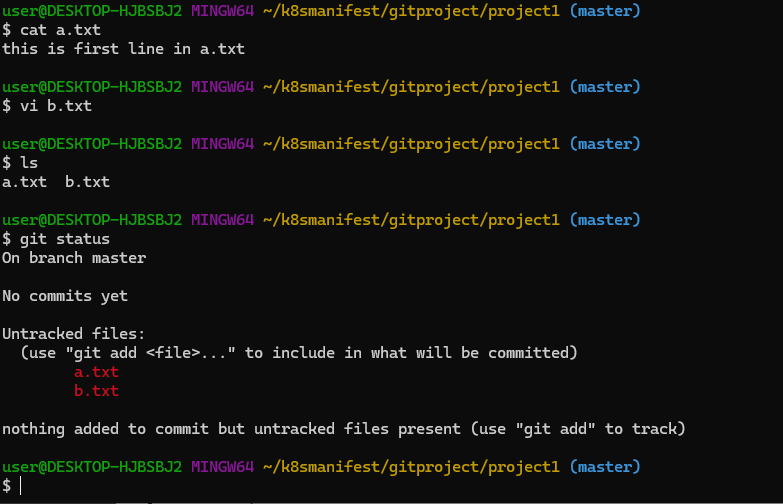 user@DESKTOP-HJBSBJ2 MINGW64 ~/k8smanifest/gitproject/project1 (master)
$ cat a.txt
this is first line in a.txt
user@DESKTOP-HJBSBJ2 MINGW64 ~/k8smanifest/gitproject/project1 (master)
$ vi b.txt
user@DESKTOP-HJBSBJ2 MINGW64 ~/k8smanifest/gitproject/project1 (master)
$ ls
a.txt  b.txt
user@DESKTOP-HJBSBJ2 MINGW64 ~/k8smanifest/gitproject/project1 (master)
$ git status
On branch master
No commits yet
Untracked files:
  (use "git add <file>..." to include in what will be committed)
        a.txt
        b.txt
nothing added to commit but untracked files present (use "git add" to track)
user@DESKTOP-HJBSBJ2 MINGW64 ~/k8smanifest/gitproject/project1 (master)
$